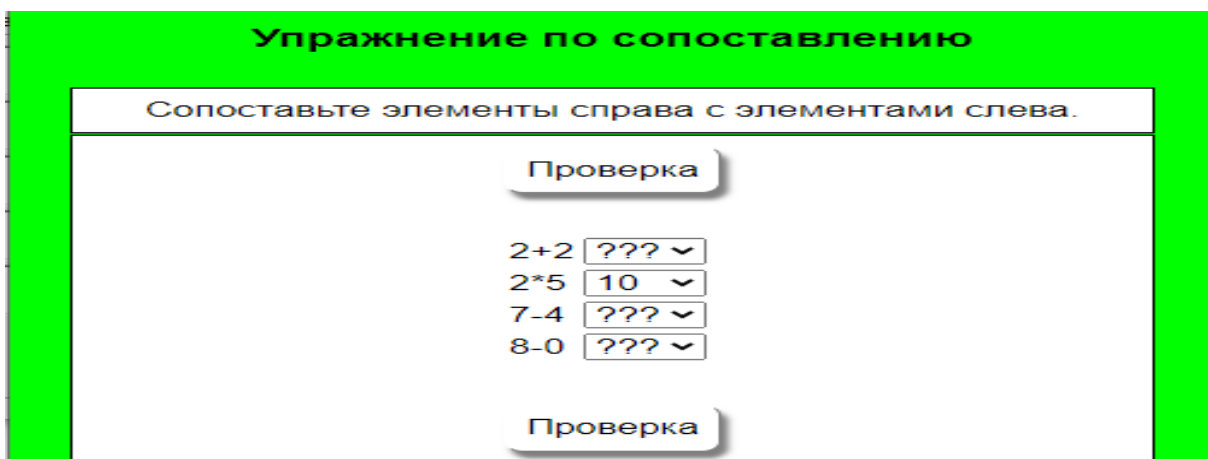 Упражнение по сопоставлению
Сопоставьте элементы справа с элементами слева.
Проверка
2+2 ???
2*5 10
7-4 ???
8-0 ???
Проверка